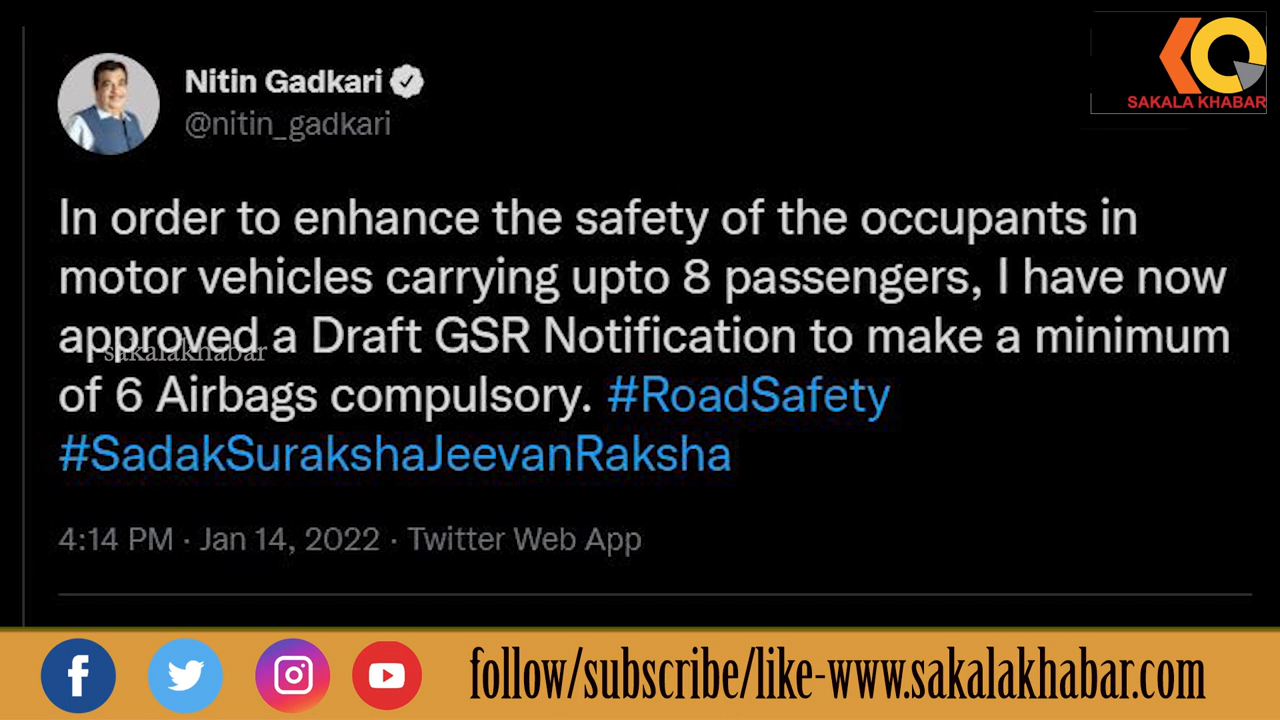 Nitin Gadkari
@nitin_gadkari
SAKALA KHABAR
In order to enhance the safety of the occupants in
motor vehicles carrying upto 8 passengers, I have now
approved a Draft GSR Notification to make a minimum
sakalakhabar
of 6 Airbags compulsory. #RoadSafety
#SadakSurakshaJeevanRaksha
4:14 PM · Jan 14, 2022 · Twitter Web App
follow/subscribe/like-www.sakalakhabar.com